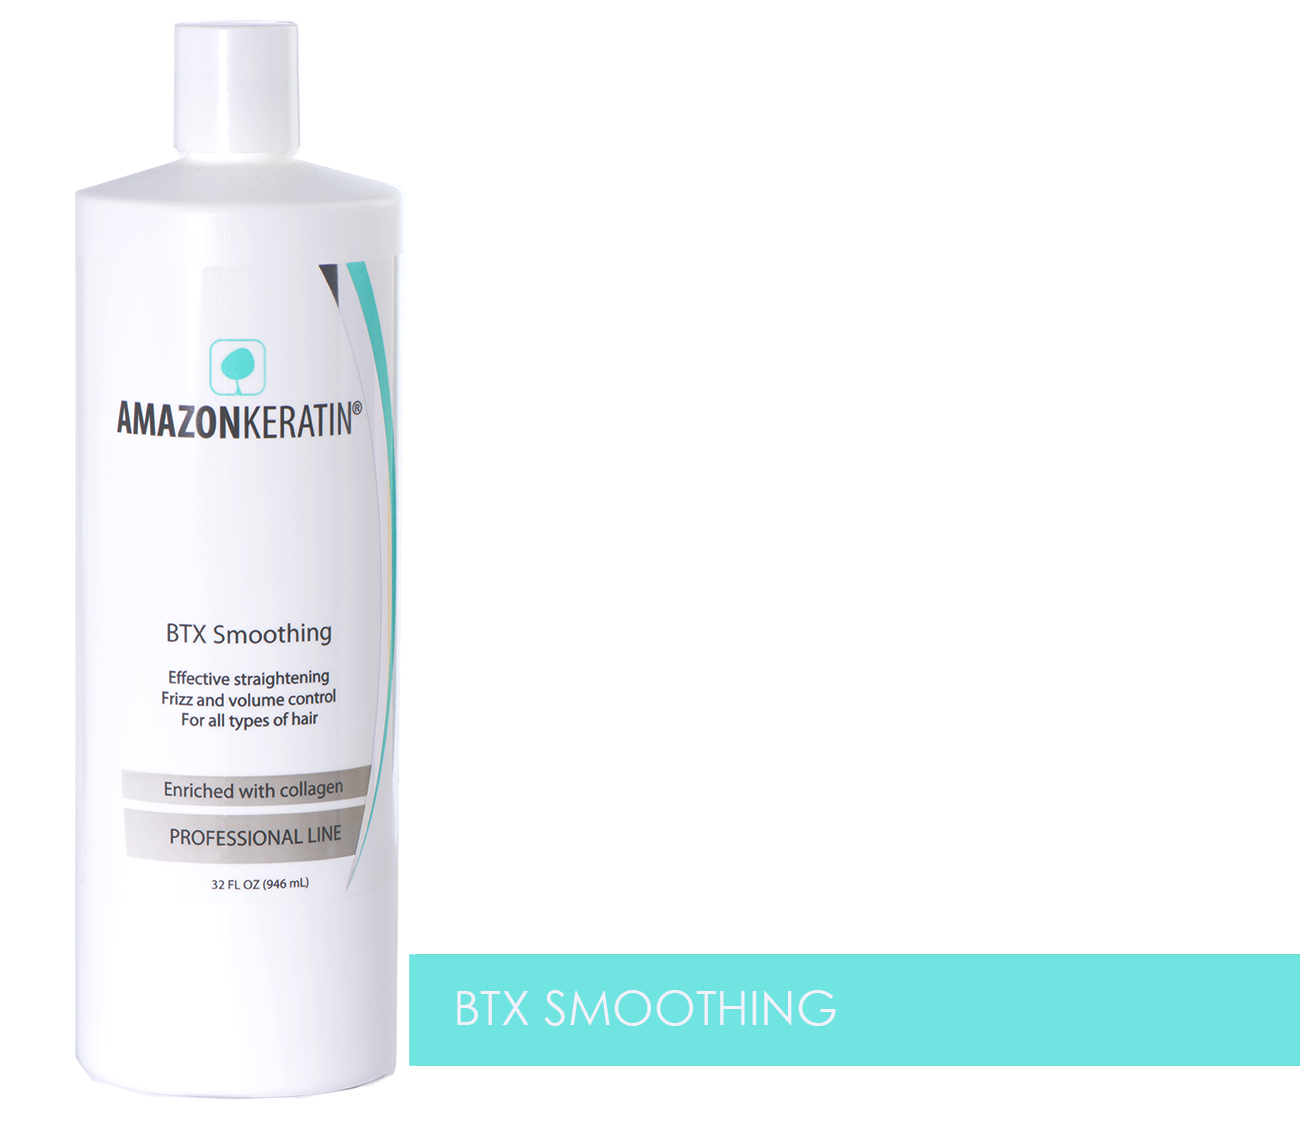 AMAZONKERATIN®
BTX Smoothing
Effective straightening
Frizz and volume control
For all types of hair
Enriched with collagen
PROFESSIONAL LINE
32 FL OZ (946 mL)
BTX SMOOTHING